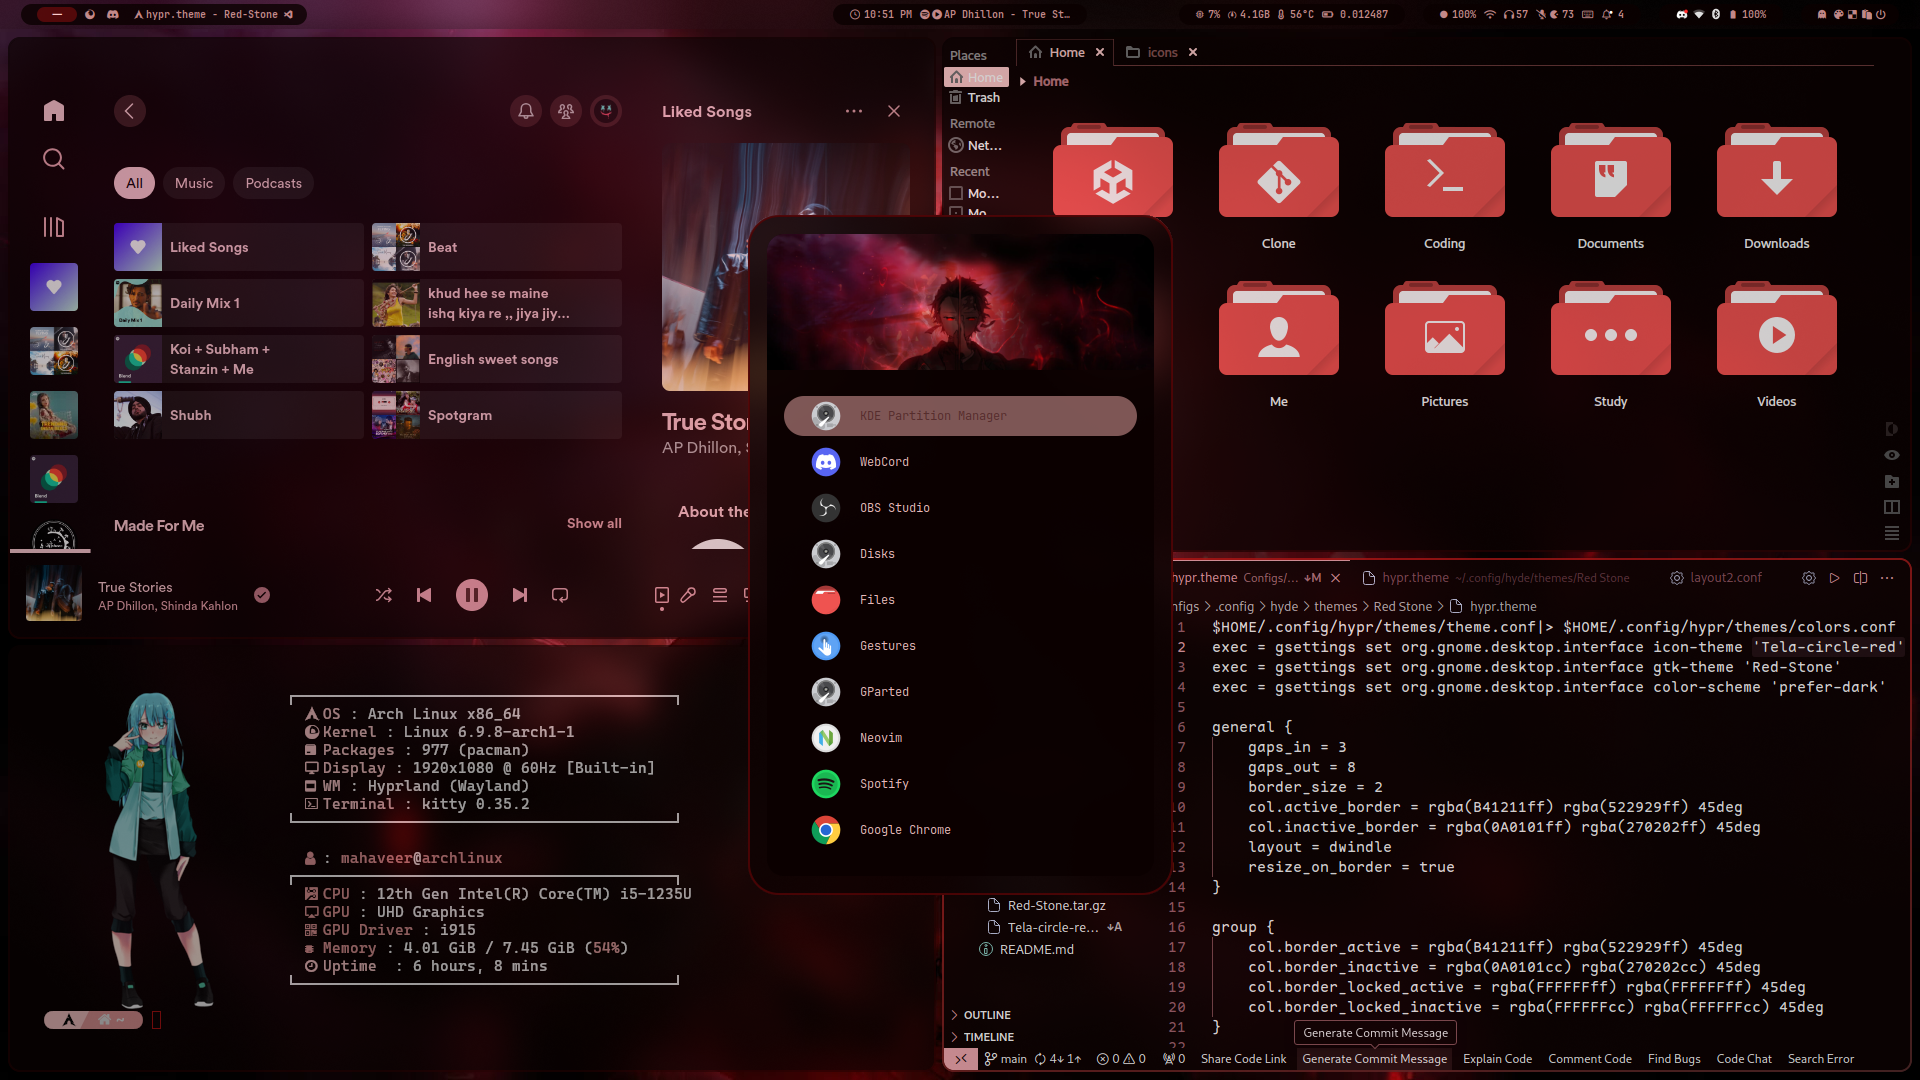 hypr.theme - Red-Stone
10:51 PM
AP Dhillon - True St...
7%
4.1GB
56°C
0.012487
100%
57
73
4
100%
Liked Songs
All
Music
Podcasts
Liked Songs
Beat
Daily Mix 1
khud hee se maine
ishq kiya re ,, jiya jiy...
Koi + Subham +
Stanzin + Me
English sweet songs
Shubh
Spotgram
Daily Mix 1
Blend
Blend
Made For Me
Show all
True Sto
AP Dhillon, S
About the
True Stories
AP Dhillon, Shinda Kahlon
Places
Home
Trash
Remote
Net...
Recent
Mo...
Mo
Home
icons
Home
Clone
Coding
Documents
Downloads
Me
Pictures
Study
Videos
KDE Partition Manager
WebCord
OBS Studio
Disks
Files
Gestures
GParted
Neovim
Spotify
Google Chrome
OS : Arch Linux x86_64
Kernel : Linux 6.9.8-arch1-1
Packages : 977 (pacman)
Display : 1920x1080 @ 60Hz [Built-in]
WM : Hyprland (Wayland)
Terminal : kitty 0.35.2
: mahaveer@archlinux
CPU : 12th Gen Intel(R) Core(TM) i5-1235U
GPU : UHD Graphics
GPU Driver : i915
Memory : 4.01 GiB / 7.45 GiB (54%)
Uptime : 6 hours, 8 mins
~
hypr.theme Configs/... ↓M
hypr.theme ~/.config/hyde/themes/Red Stone
layout2.conf
nfigs > .config > hyde > themes > Red Stone > hypr.theme
1 $HOME/.config/hypr/themes/theme.conf|> $HOME/.config/hypr/themes/colors.conf
2 exec = gsettings set org.gnome.desktop.interface icon-theme 'Tela-circle-red'
3 exec = gsettings set org.gnome.desktop.interface gtk-theme 'Red-Stone'
4 exec = gsettings set org.gnome.desktop.interface color-scheme 'prefer-dark'
5
6 general {
7 gaps_in = 3
8 gaps_out = 8
9 border_size = 2
10 col.active_border = rgba(B41211ff) rgba(522929ff) 45deg
11 col.inactive_border = rgba(0A0101ff) rgba(270202ff) 45deg
12 layout = dwindle
13 resize_on_border = true
14 }
15
16 group {
17 col.border_active = rgba(B41211ff) rgba(522929ff) 45deg
18 col.border_inactive = rgba(0A0101cc) rgba(270202cc) 45deg
19 col.border_locked_active = rgba(FFFFFFff) rgba(FFFFFFff) 45deg
20 col.border_locked_inactive = rgba(FFFFFFcc) rgba(FFFFFFcc) 45deg
21 }
22
Red-Stone.tar.gz
Tela-circle-re... ↓A
README.md
OUTLINE
TIMELINE
Generate Commit Message
main 4↓ 1↑ 0 0 0 Share Code Link Generate Commit Message Explain Code Comment Code Find Bugs Code Chat Search Error